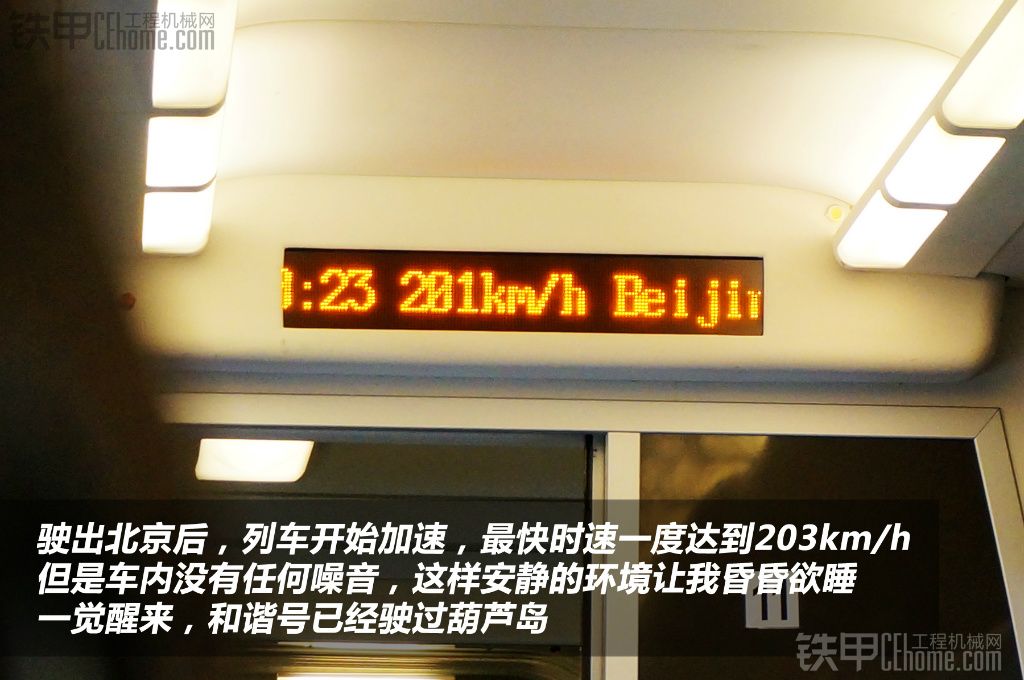 铁甲 工程机械网
CEhome.com
:23 201km/h Beijin
驶出北京后，列车开始加速，最快时速一度达到203km/h
但是车内没有任何噪音，这样安静的环境让我昏昏欲睡
一觉醒来，和谐号已经驶过葫芦岛
11
铁甲 工程机械网
CEhome.com